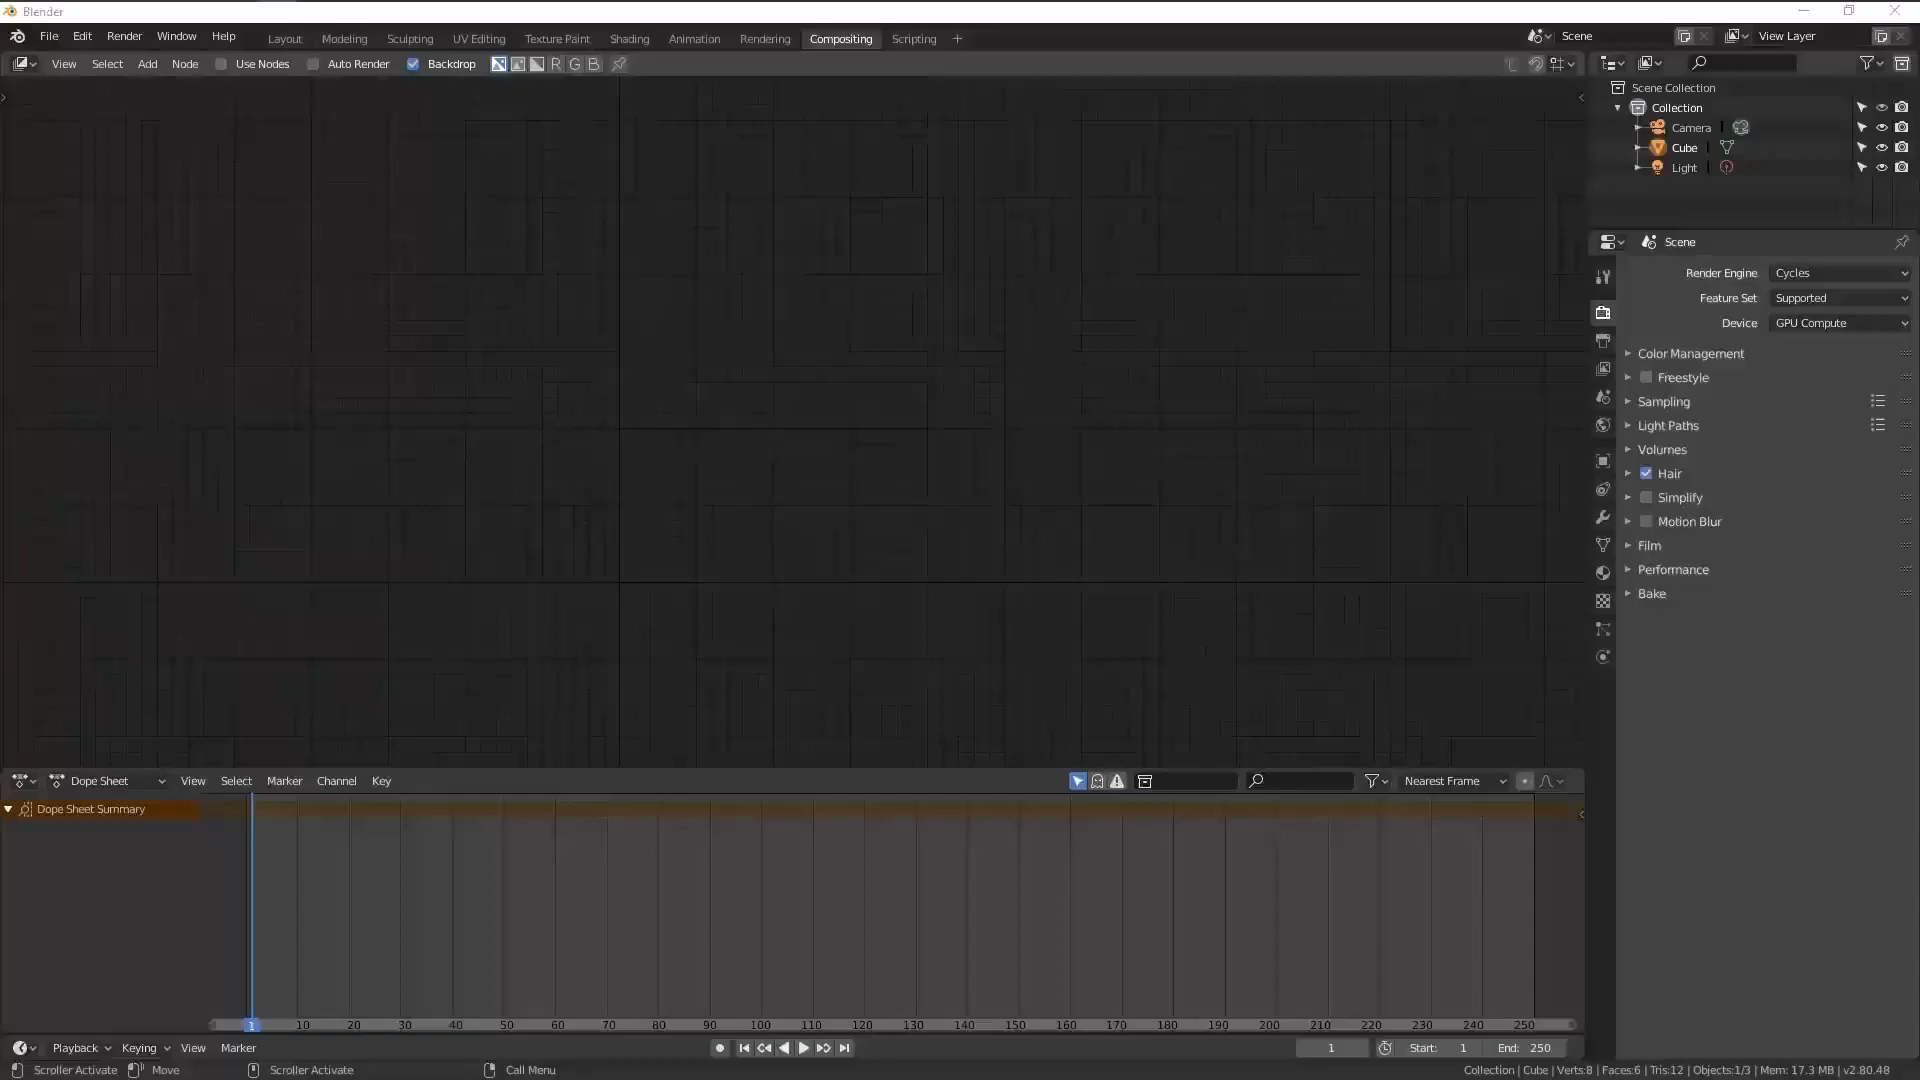 Blender
File Edit Render Window Help Layout Modeling Sculpting UV Editing Texture Paint Shading Animation Rendering Compositing Scripting + Scene View Layer
View Select Add Node Use Nodes Auto Render Backdrop R G B
Scene Collection
Collection
Camera
Cube
Light
Scene
Render Engine Cycles
Feature Set Supported
Device GPU Compute
Color Management
Freestyle
Sampling
Light Paths
Volumes
Hair
Simplify
Motion Blur
Film
Performance
Bake
Dope Sheet View Select Marker Channel Key Nearest Frame
Dope Sheet Summary
1 10 20 30 40 50 60 70 80 90 100 110 120 130 140 150 160 170 180 190 200 210 220 230 240 250
Playback Keying View Marker 1 Start: 1 End: 250
Scroller Activate Move Scroller Activate Call Menu Collection | Cube | Verts:8 | Faces:6 | Tris:12 | Objects:1/3 | Mem: 17.3 MB | v2.80.48